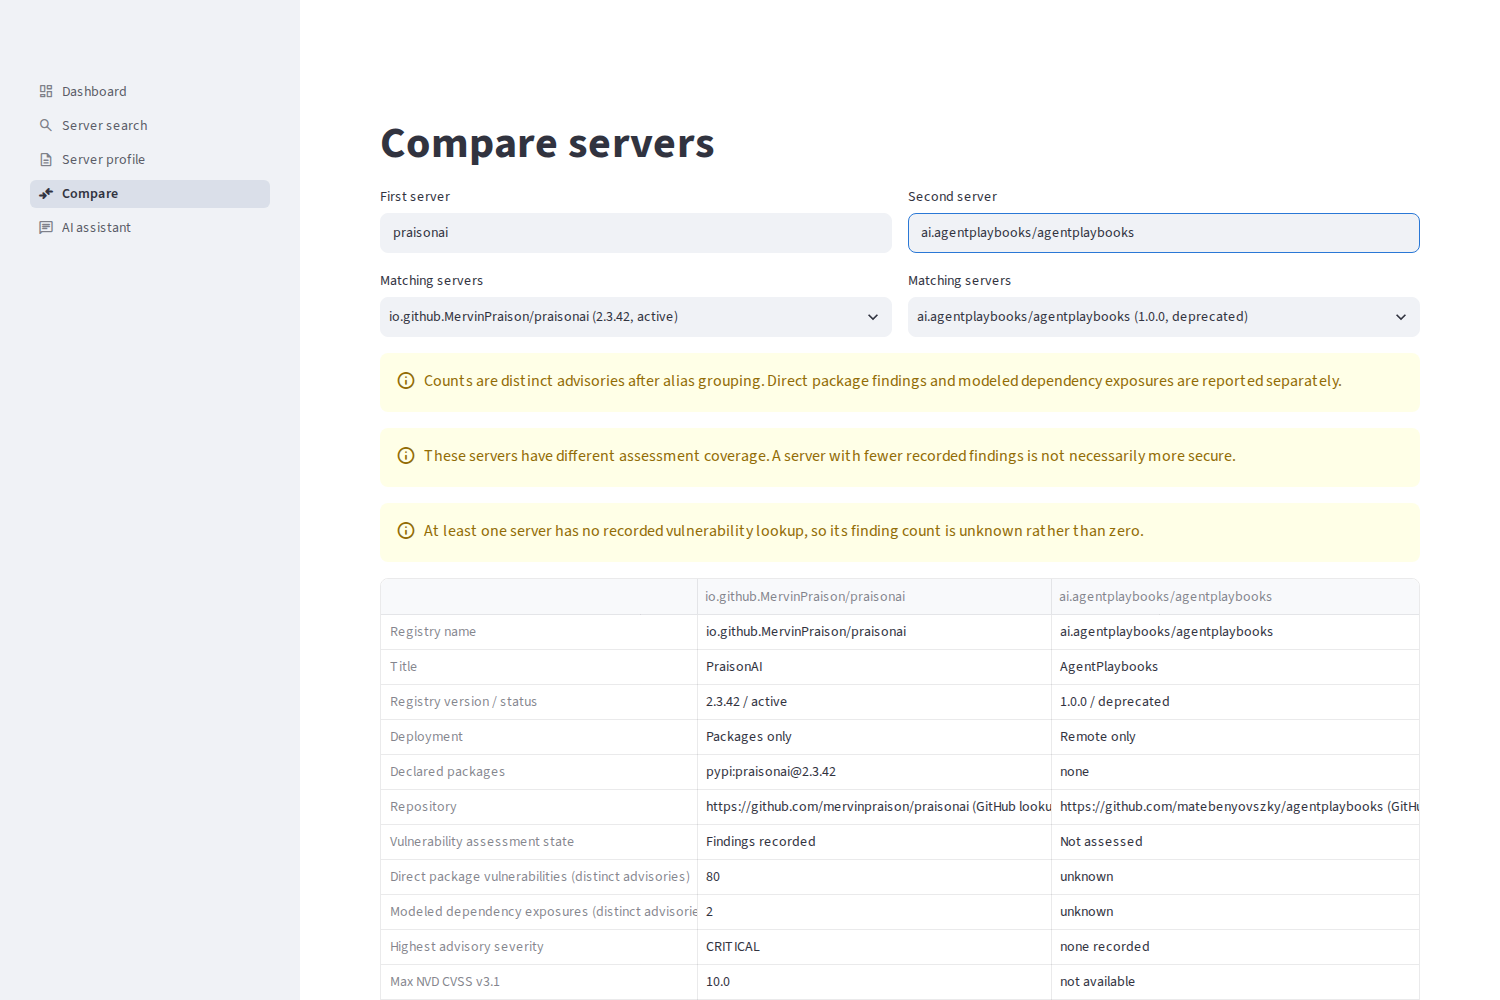 Dashboard
Server search
Server profile
Compare
AI assistant
Compare servers
First server
Second server
praisonai
ai.agentplaybooks/agentplaybooks
Matching servers
Matching servers
io.github.MervinPraison/praisonai (2.3.42, active)
ai.agentplaybooks/agentplaybooks (1.0.0, deprecated)
Counts are distinct advisories after alias grouping. Direct package findings and modeled dependency exposures are reported separately.
These servers have different assessment coverage. A server with fewer recorded findings is not necessarily more secure.
At least one server has no recorded vulnerability lookup, so its finding count is unknown rather than zero.
io.github.MervinPraison/praisonai ai.agentplaybooks/agentplaybooks
Registry name io.github.MervinPraison/praisonai ai.agentplaybooks/agentplaybooks
Title PraisonAI AgentPlaybooks
Registry version / status 2.3.42 / active 1.0.0 / deprecated
Deployment Packages only Remote only
Declared packages pypi:praisonai@2.3.42 none
Repository https://github.com/mervinpraison/praisonai (GitHub looku https://github.com/matebenyovszky/agentplaybooks (GitHu
Vulnerability assessment state Findings recorded Not assessed
Direct package vulnerabilities (distinct advisories) 80 unknown
Modeled dependency exposures (distinct advisorie 2 unknown
Highest advisory severity CRITICAL none recorded
Max NVD CVSS v3.1 10.0 not available